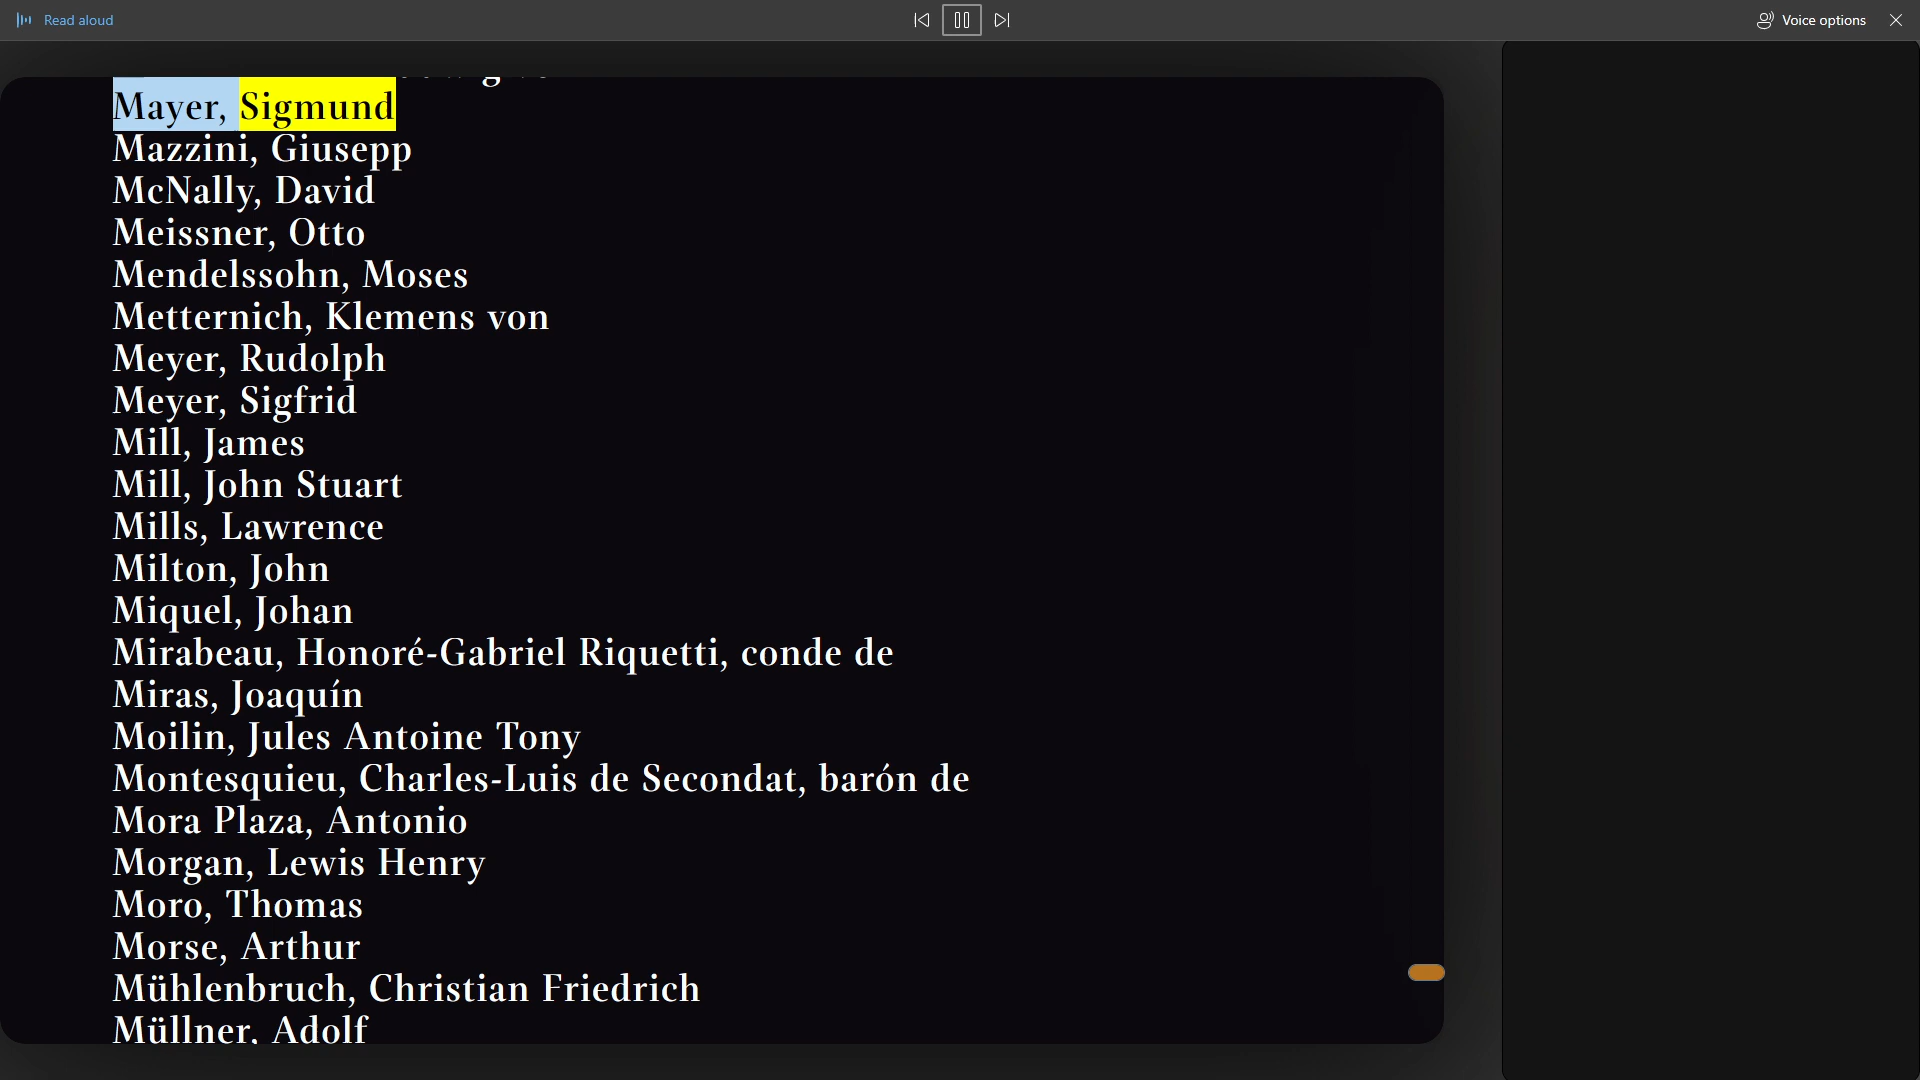 Read aloud
Voice options
Mayer, Sigmund
Mazzini, Giusepp
McNally, David
Meissner, Otto
Mendelssohn, Moses
Metternich, Klemens von
Meyer, Rudolph
Meyer, Sigfrid
Mill, James
Mill, John Stuart
Mills, Lawrence
Milton, John
Miquel, Johan
Mirabeau, Honoré-Gabriel Riquetti, conde de
Miras, Joaquín
Moilin, Jules Antoine Tony
Montesquieu, Charles-Luis de Secondat, barón de
Mora Plaza, Antonio
Morgan, Lewis Henry
Moro, Thomas
Morse, Arthur
Mühlenbruch, Christian Friedrich
Müllner, Adolf